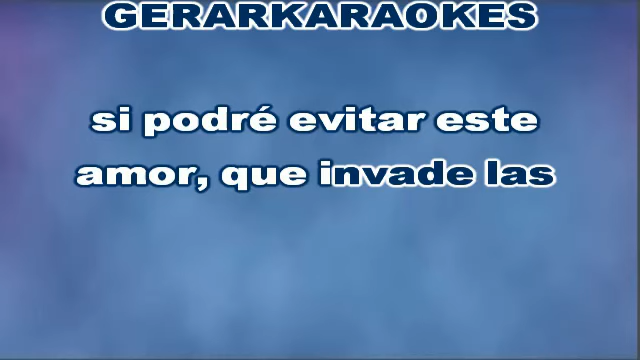 GERARKARAOKES
si podré evitar este
amor, que invade las